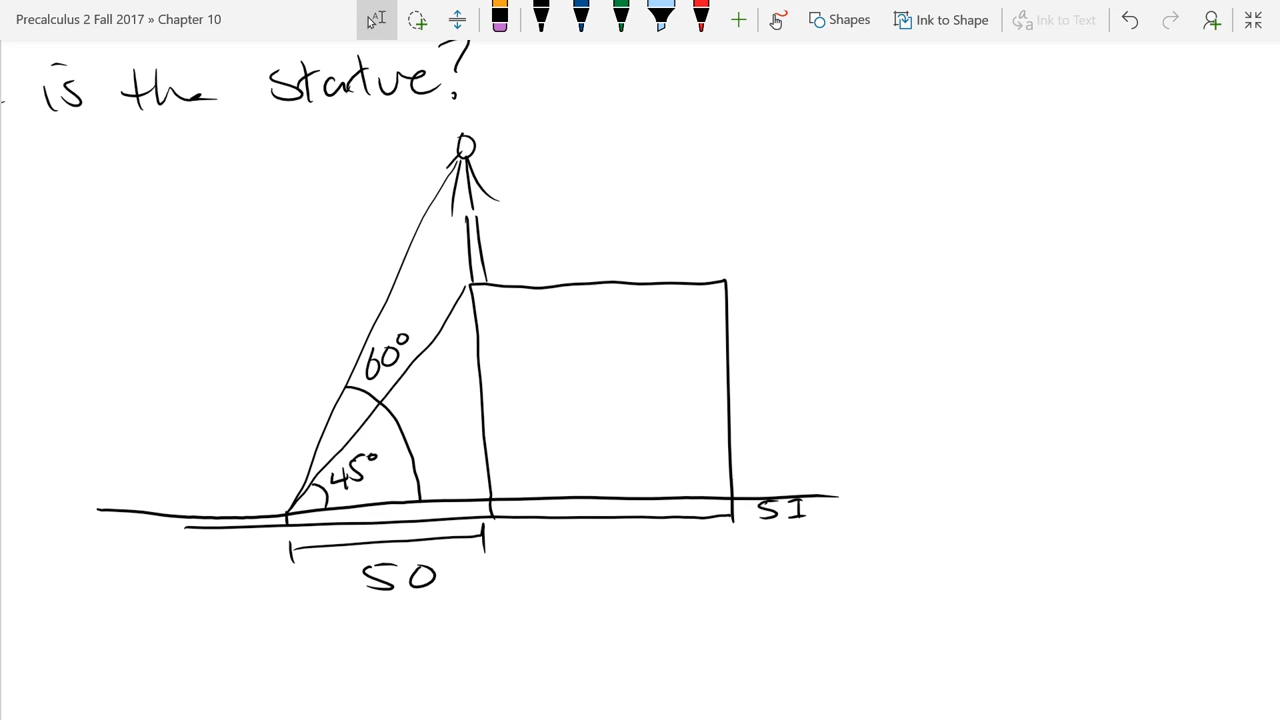 Precalculus 2 Fall 2017 » Chapter 10
Shapes
Ink to Shape
Ink to Text
is the statue?
60°
45°
50